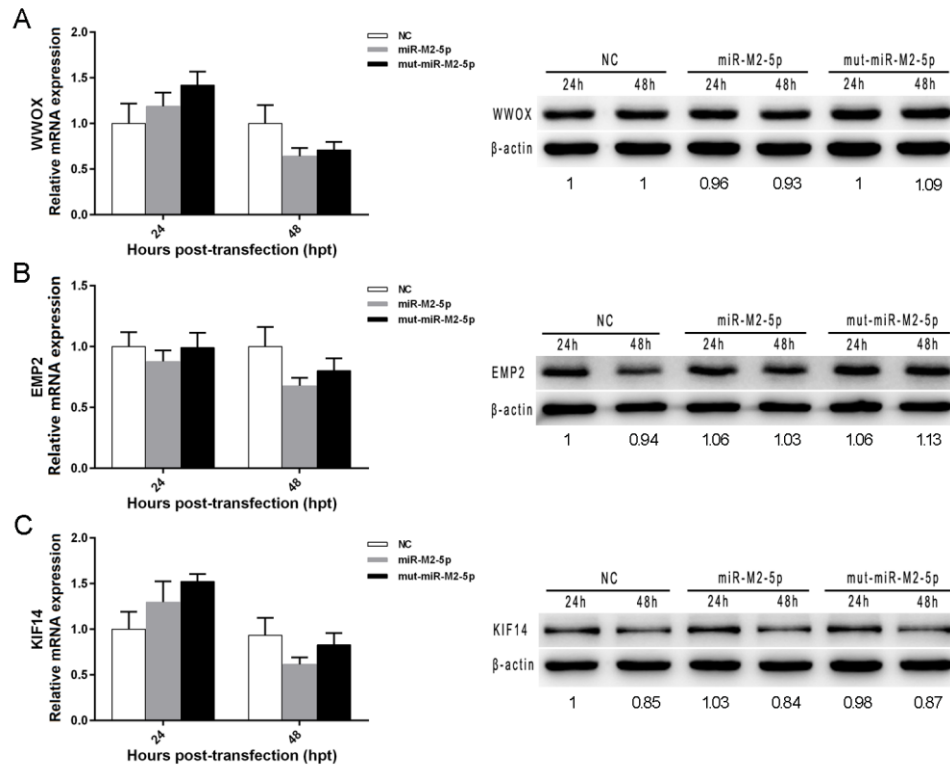 A
WWOX
Relative mRNA expression
2.0
1.5
1.0
0.5
0.0
24
48
Hours post-transfection (hpt)
NC
miR-M2-5p
mut-miR-M2-5p
NC miR-M2-5p mut-miR-M2-5p
24h 48h 24h 48h 24h 48h
WWOX
β-actin
1 1 0.96 0.93 1 1.09
B
EMP2
Relative mRNA expression
1.5
1.0
0.5
0.0
24
48
Hours post-transfection (hpt)
NC
miR-M2-5p
mut-miR-M2-5p
NC miR-M2-5p mut-miR-M2-5p
24h 48h 24h 48h 24h 48h
EMP2
β-actin
1 0.94 1.06 1.03 1.06 1.13
C
KIF14
Relative mRNA expression
2.0
1.5
1.0
0.5
0.0
24
48
Hours post-transfection (hpt)
NC
miR-M2-5p
mut-miR-M2-5p
NC miR-M2-5p mut-miR-M2-5p
24h 48h 24h 48h 24h 48h
KIF14
β-actin
1 0.85 1.03 0.84 0.98 0.87